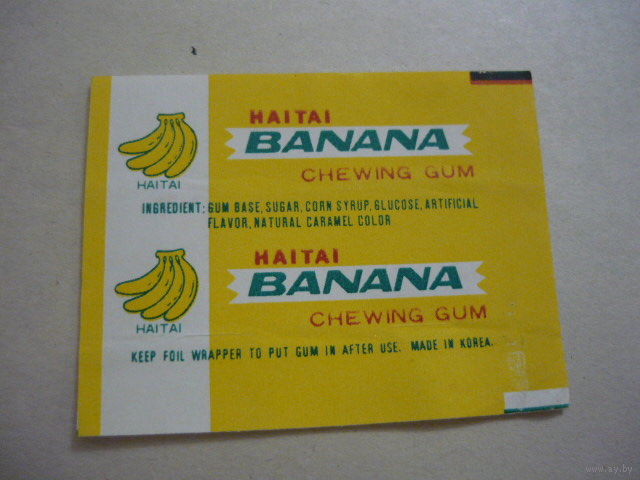 HAITAI
BANANA
CHEWING GUM
HAITAI
INGREDIENT: GUM BASE, SUGAR, CORN SYRUP, GLUCOSE, ARTIFICIAL
FLAVOR, NATURAL CARAMEL COLOR
HAITAI
BANANA
CHEWING GUM
HAITAI
KEEP FOIL WRAPPER TO PUT GUM IN AFTER USE. MADE IN KOREA.
www.ay.by